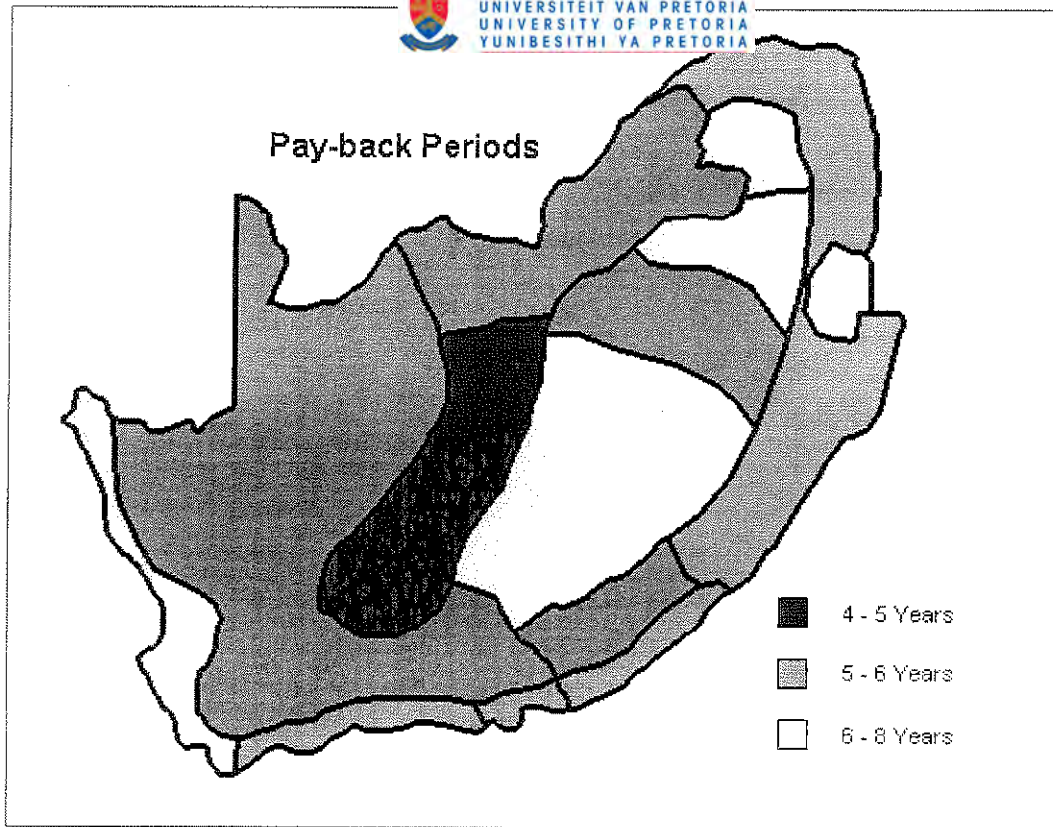 UNIVERSITEIT VAN PRETORIA
UNIVERSITY OF PRETORIA
YUNIBESITHI YA PRETORIA
Pay-back Periods
4 - 5 Years
5 - 6 Years
6 - 8 Years